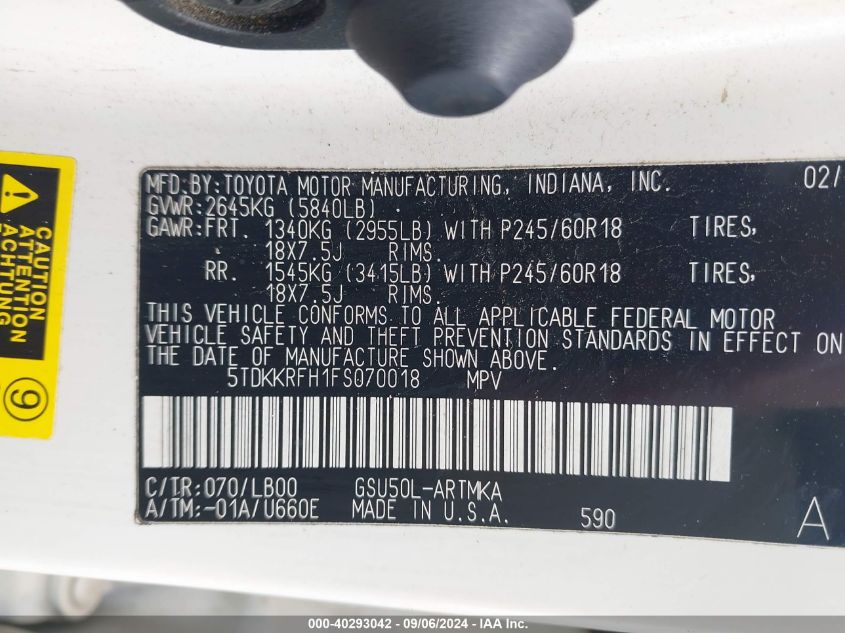 MFD.BY:TOYOTA MOTOR MANUFACTURING, INDIANA, INC. 02/
GVWR:2645KG (5840LB)
GAWR:FRT. 1340KG (2955LB) WITH P245/60R18 TIRES,
18X7.5J RIMS.
RR. 1545KG (3415LB) WITH P245/60R18 TIRES,
18X7.5J RIMS.
THIS VEHICLE CONFORMS TO ALL APPLICABLE FEDERAL MOTOR
VEHICLE SAFETY AND THEFT PREVENTION STANDARDS IN EFFECT ON
THE DATE OF MANUFACTURE SHOWN ABOVE.
5TDKKRFH1FS070018 MPV
C/TR:070/LB00 GSU50L-ARTMKA
A/TM:-01A/U660E MADE IN U.S.A. 590
A
CAUTION
ATTENTION
ACHTUNG
9
000-40293042 - 09/06/2024 - IAA Inc.